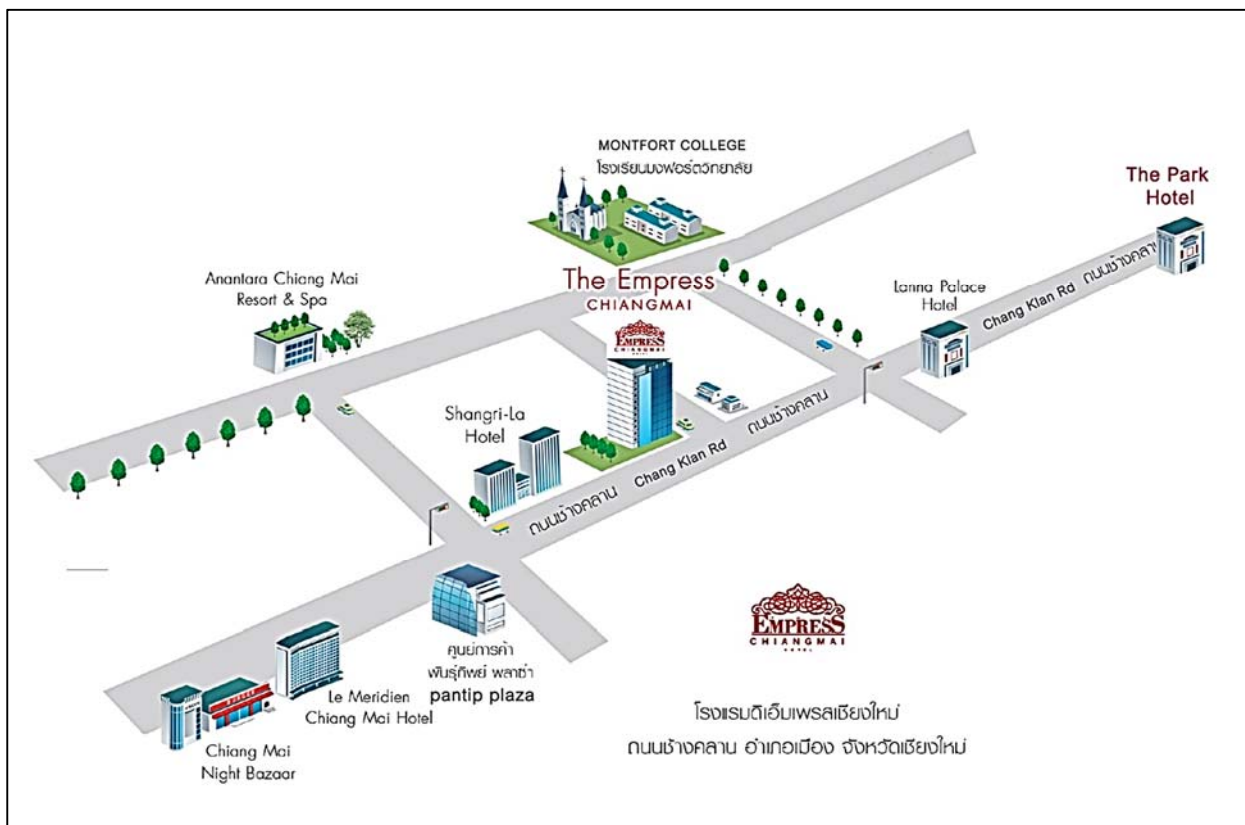 MONTFORT COLLEGE
โรงเรียนมงฟอร์ตวิทยาลัย
The Park
Hotel
Anantara Chiang Mai
Resort & Spa
The Empress
CHIANGMAI
EMPRESS
CHIANGMAI
HOTEL
Lanna Palace
Hotel
Chang Klan Rd ถนนช้างคลาน
Shangri-La
Hotel
ถนนช้างคลาน Chang Klan Rd ถนนช้างคลาน
ศูนย์การค้า
พันธุ์ทิพย์ พลาซ่า
pantip plaza
Le Meridien
Chiang Mai Hotel
Chiang Mai
Night Bazaar
EMPRESS
CHIANGMAI
HOTEL
โรงแรมดิเอ็มเพรสเชียงใหม่
ถนนช้างคลาน อำเภอเมือง จังหวัดเชียงใหม่